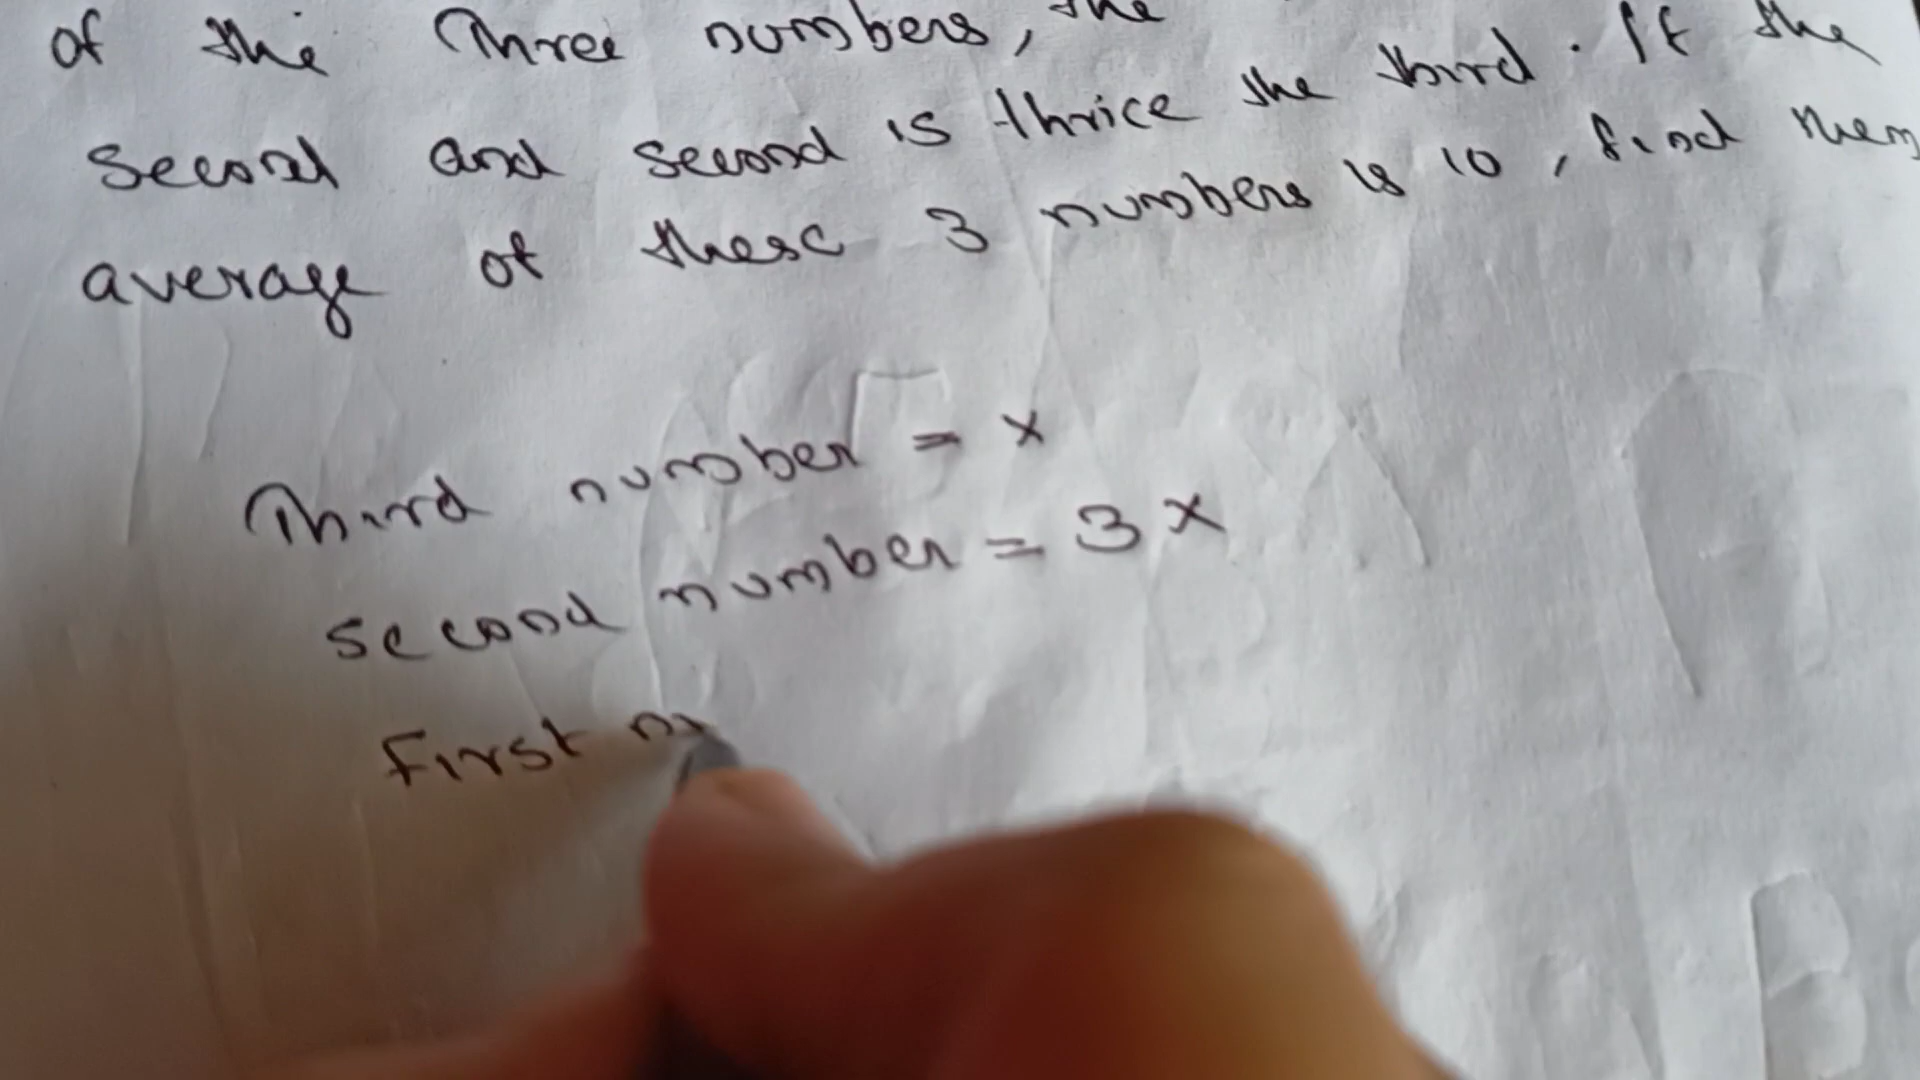 of the Three numbers, the
Second and second is thrice the third. If the
average of these 3 numbers is 10, find them
Third number = x
second number = 3x
First n